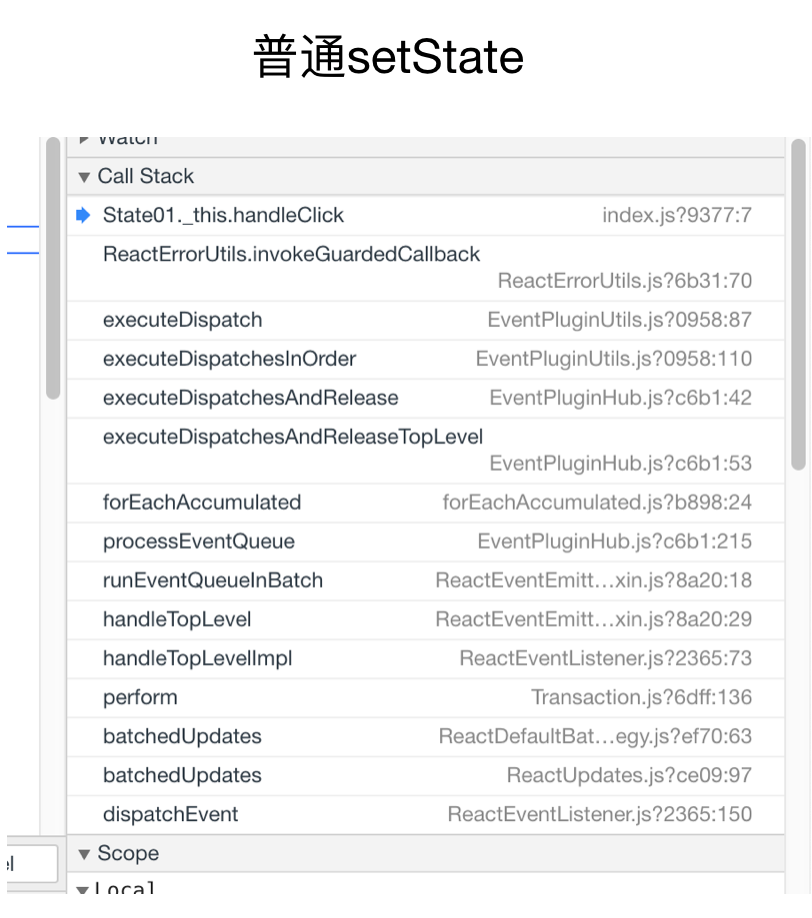 普通setState
Watch
Call Stack
State01._this.handleClick index.js?9377:7
ReactErrorUtils.invokeGuardedCallback
ReactErrorUtils.js?6b31:70
executeDispatch EventPluginUtils.js?0958:87
executeDispatchesInOrder EventPluginUtils.js?0958:110
executeDispatchesAndRelease EventPluginHub.js?c6b1:42
executeDispatchesAndReleaseTopLevel
EventPluginHub.js?c6b1:53
forEachAccumulated forEachAccumulated.js?b898:24
processEventQueue EventPluginHub.js?c6b1:215
runEventQueueInBatch ReactEventEmitt…xin.js?8a20:18
handleTopLevel ReactEventEmitt…xin.js?8a20:29
handleTopLevelImpl ReactEventListener.js?2365:73
perform Transaction.js?6dff:136
batchedUpdates ReactDefaultBat…egy.js?ef70:63
batchedUpdates ReactUpdates.js?ce09:97
dispatchEvent ReactEventListener.js?2365:150
Scope
el
Local